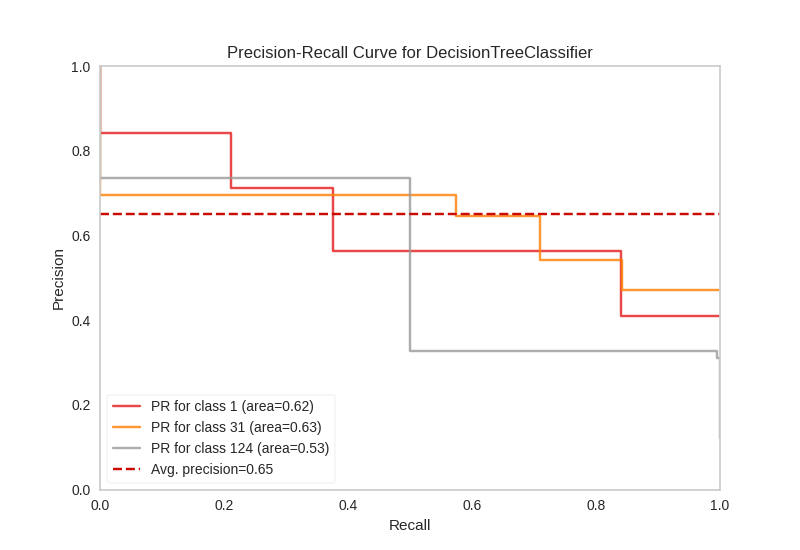 Precision-Recall Curve for DecisionTreeClassifier
1.0
0.8
0.6
0.4
0.2
0.0
Precision
PR for class 1 (area=0.62)
PR for class 31 (area=0.63)
PR for class 124 (area=0.53)
Avg. precision=0.65
0.0 0.2 0.4 0.6 0.8 1.0
Recall